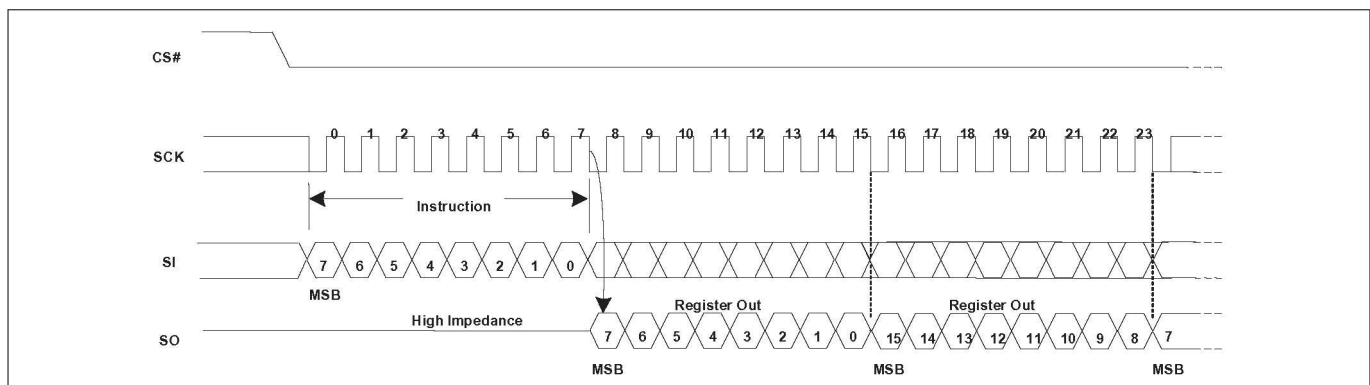 CS#
0 1 2 3 4 5 6 7 8 9 10 11 12 13 14 15 16 17 18 19 20 21 22 23
SCK
Instruction
SI
7 6 5 4 3 2 1 0
MSB
High Impedance
Register Out
Register Out
SO
7 6 5 4 3 2 1 0 15 14 13 12 11 10 9 8 7
MSB
MSB
MSB